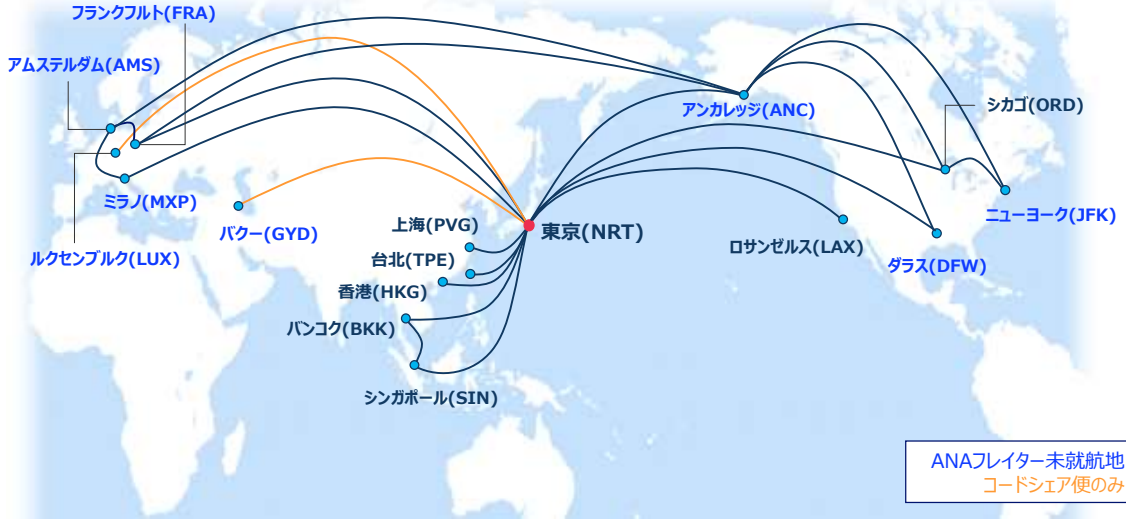 フランクフルト(FRA)
アムステルダム(AMS)
アンカレッジ(ANC)
シカゴ(ORD)
ミラノ(MXP)
ニューヨーク(JFK)
バクー(GYD)
上海(PVG)
東京(NRT)
ロサンゼルス(LAX)
ルクセンブルク(LUX)
台北(TPE)
ダラス(DFW)
香港(HKG)
バンコク(BKK)
シンガポール(SIN)
ANAフレイター未就航地
コードシェア便のみ